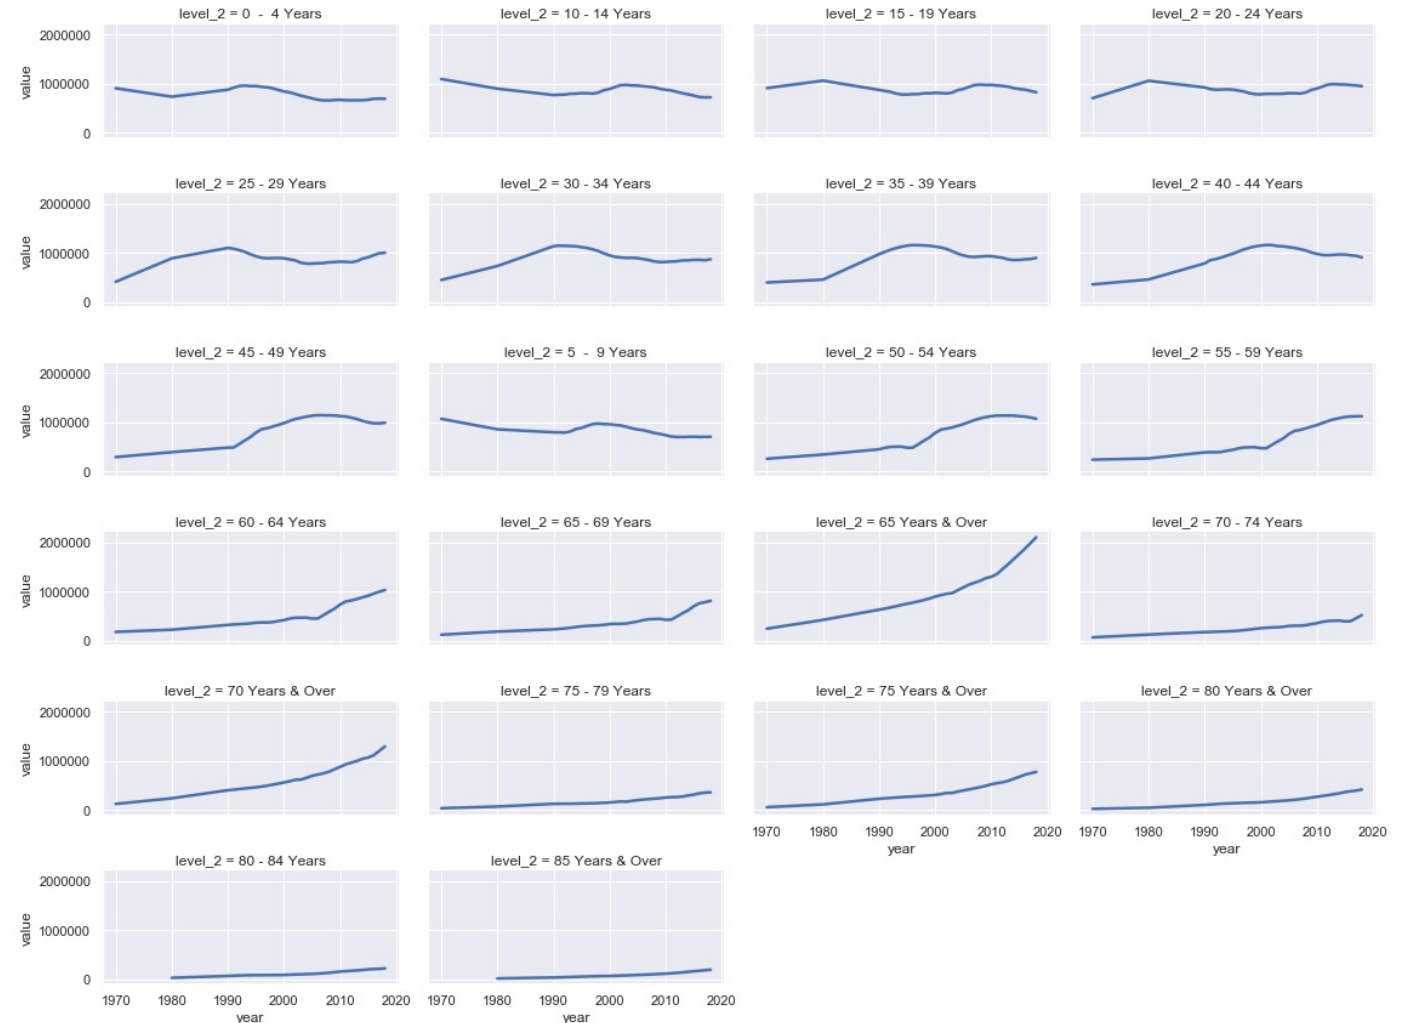 level_2 = 0  -  4 Years
level_2 = 10 - 14 Years
level_2 = 15 - 19 Years
level_2 = 20 - 24 Years
2000000
1000000
0
value
level_2 = 25 - 29 Years
level_2 = 30 - 34 Years
level_2 = 35 - 39 Years
level_2 = 40 - 44 Years
2000000
1000000
0
value
level_2 = 45 - 49 Years
level_2 = 5  -  9 Years
level_2 = 50 - 54 Years
level_2 = 55 - 59 Years
2000000
1000000
0
value
level_2 = 60 - 64 Years
level_2 = 65 - 69 Years
level_2 = 65 Years & Over
level_2 = 70 - 74 Years
2000000
1000000
0
value
level_2 = 70 Years & Over
level_2 = 75 - 79 Years
level_2 = 75 Years & Over
level_2 = 80 Years & Over
2000000
1000000
0
value
1970 1980 1990 2000 2010 2020
year
1970 1980 1990 2000 2010 2020
year
level_2 = 80 - 84 Years
level_2 = 85 Years & Over
2000000
1000000
0
value
1970 1980 1990 2000 2010 2020
year
1970 1980 1990 2000 2010 2020
year